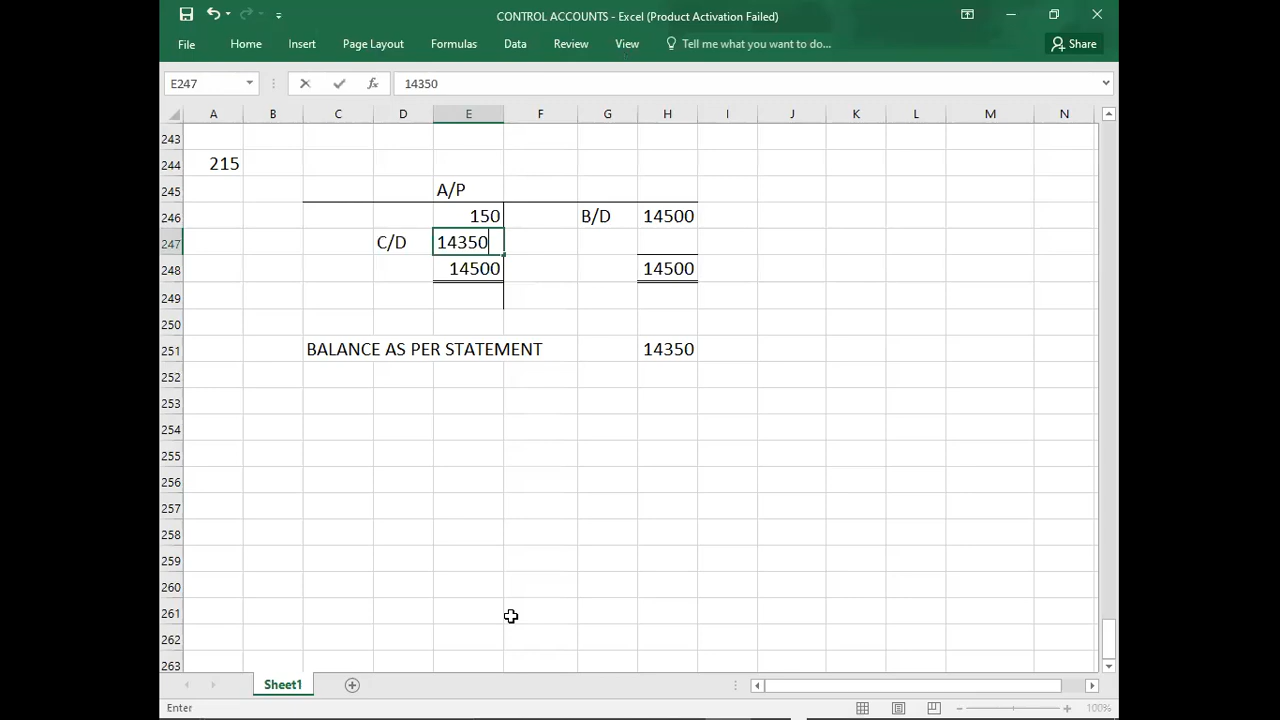 CONTROL ACCOUNTS - Excel (Product Activation Failed)
File Home Insert Page Layout Formulas Data Review View Tell me what you want to do... Share
E247 fx 14350
A B C D E F G H I J K L M N
243
244 215
245 A/P
246 150 B/D 14500
247 C/D 14350
248 14500 14500
249
250
251 BALANCE AS PER STATEMENT 14350
252
253
254
255
256
257
258
259
260
261
262
263
Sheet1
Enter 100%